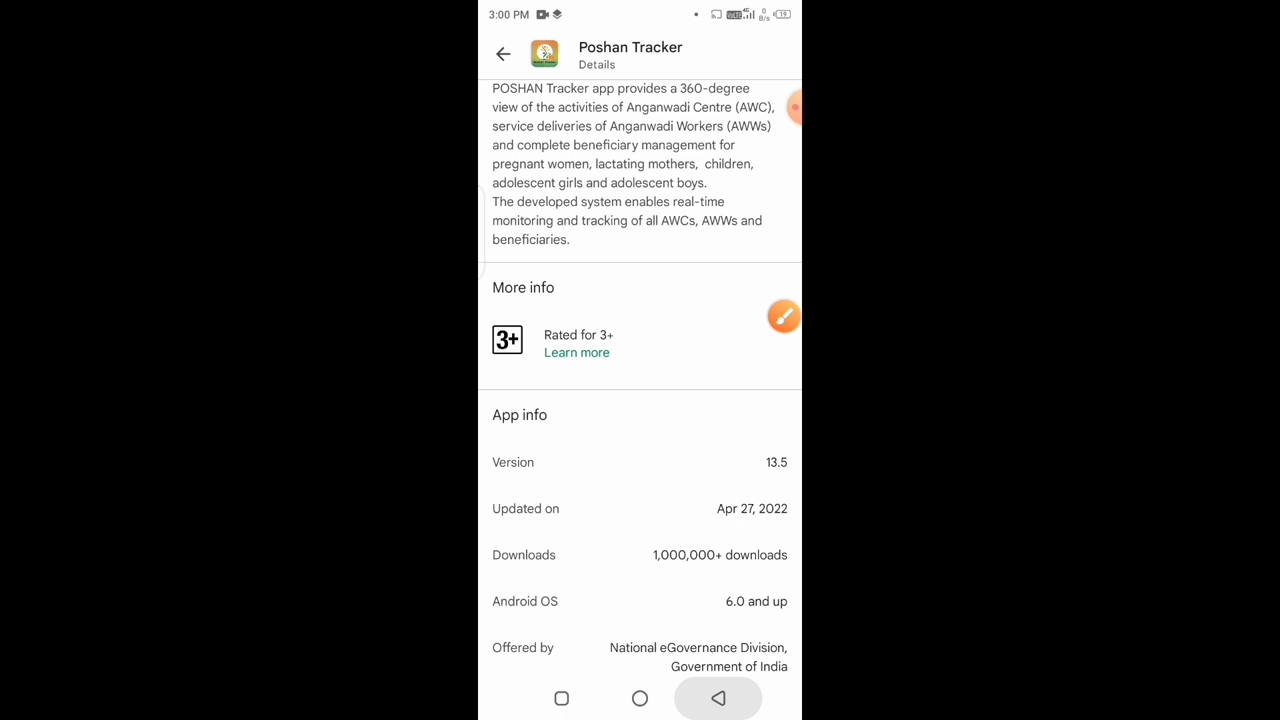 3:00 PM
4G
0
B/s
19
Poshan Tracker
Details
POSHAN Tracker app provides a 360-degree
view of the activities of Anganwadi Centre (AWC),
service deliveries of Anganwadi Workers (AWWs)
and complete beneficiary management for
pregnant women, lactating mothers,  children,
adolescent girls and adolescent boys.
The developed system enables real-time
monitoring and tracking of all AWCs, AWWs and
beneficiaries.
More info
3+
Rated for 3+
Learn more
App info
Version 13.5
Updated on Apr 27, 2022
Downloads 1,000,000+ downloads
Android OS 6.0 and up
Offered by National eGovernance Division,
Government of India